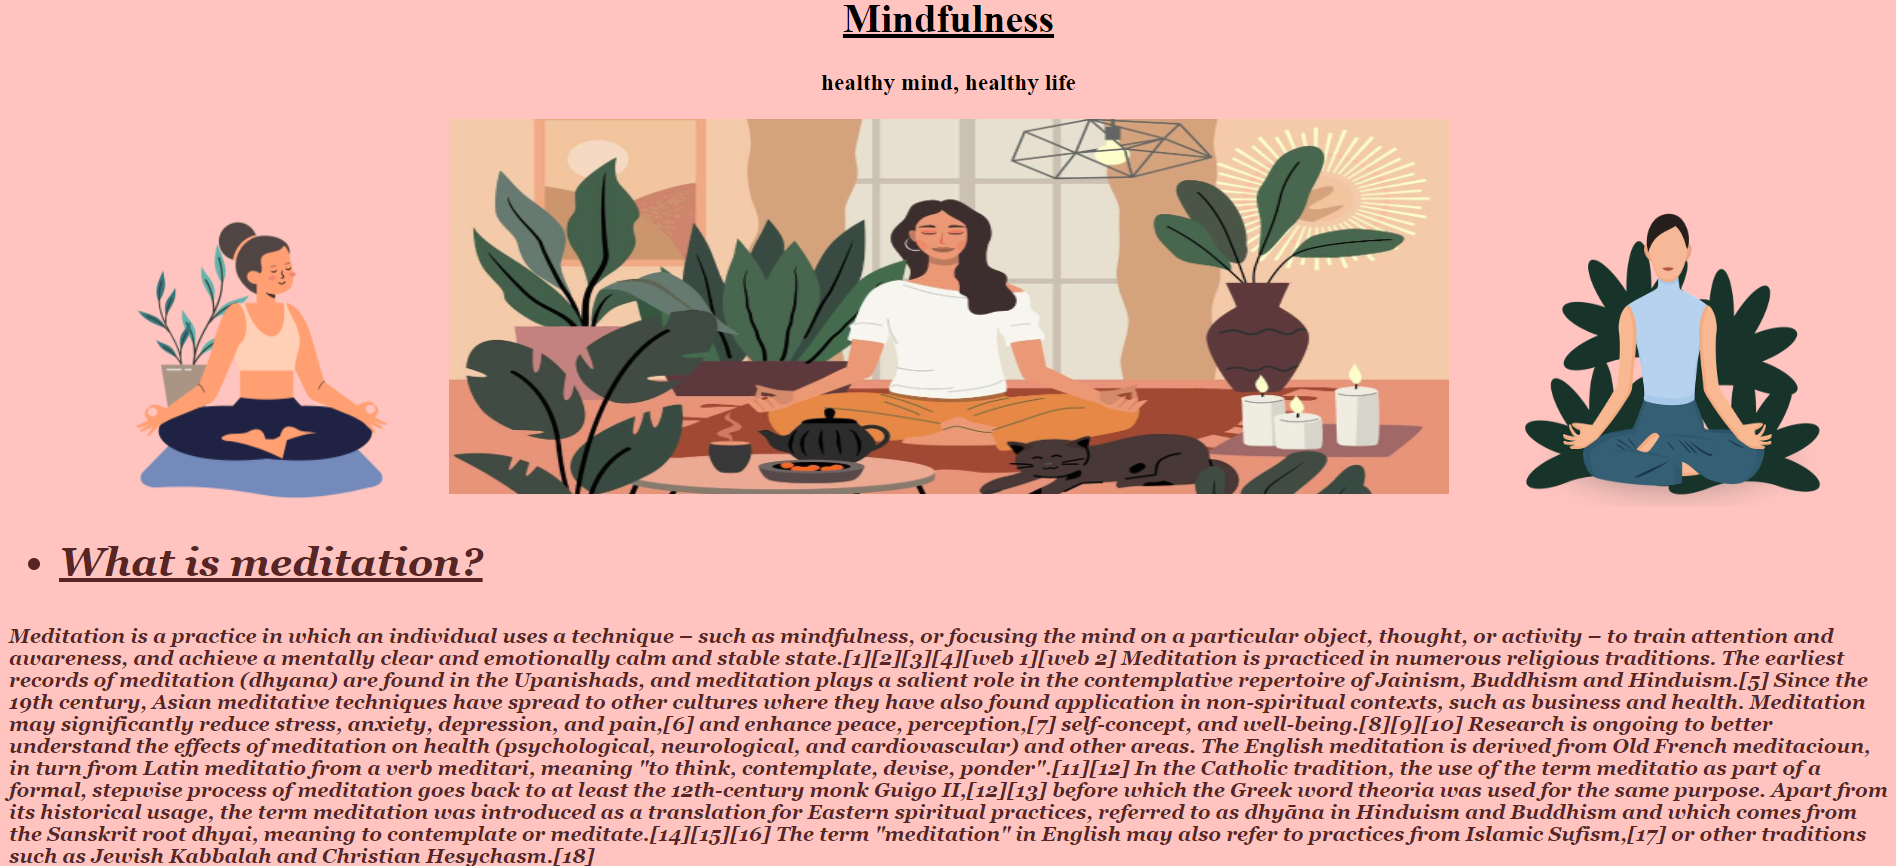 Mindfulness
healthy mind, healthy life
• What is meditation?
Meditation is a practice in which an individual uses a technique – such as mindfulness, or focusing the mind on a particular object, thought, or activity – to train attention and
awareness, and achieve a mentally clear and emotionally calm and stable state.[1][2][3][4][web 1][web 2] Meditation is practiced in numerous religious traditions. The earliest
records of meditation (dhyana) are found in the Upanishads, and meditation plays a salient role in the contemplative repertoire of Jainism, Buddhism and Hinduism.[5] Since the
19th century, Asian meditative techniques have spread to other cultures where they have also found application in non-spiritual contexts, such as business and health. Meditation
may significantly reduce stress, anxiety, depression, and pain,[6] and enhance peace, perception,[7] self-concept, and well-being.[8][9][10] Research is ongoing to better
understand the effects of meditation on health (psychological, neurological, and cardiovascular) and other areas. The English meditation is derived from Old French meditacioun,
in turn from Latin meditatio from a verb meditari, meaning "to think, contemplate, devise, ponder".[11][12] In the Catholic tradition, the use of the term meditatio as part of a
formal, stepwise process of meditation goes back to at least the 12th-century monk Guigo II,[12][13] before which the Greek word theoria was used for the same purpose. Apart from
its historical usage, the term meditation was introduced as a translation for Eastern spiritual practices, referred to as dhyāna in Hinduism and Buddhism and which comes from
the Sanskrit root dhyai, meaning to contemplate or meditate.[14][15][16] The term "meditation" in English may also refer to practices from Islamic Sufism,[17] or other traditions
such as Jewish Kabbalah and Christian Hesychasm.[18]